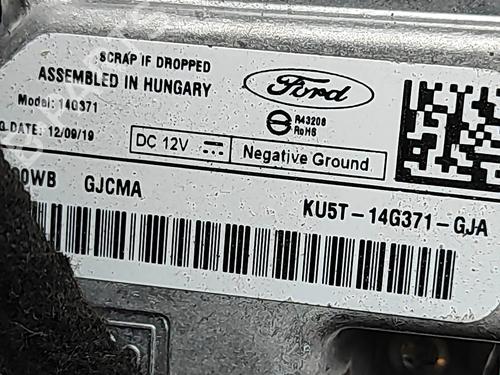 SCRAP IF DROPPED
ASSEMBLED IN HUNGARY
Model: 14G371
G. DATE: 12/09/19
Ford
R43208
RoHS
DC 12V
Negative Ground
00WB GJCMA
KU5T-14G371-GJA